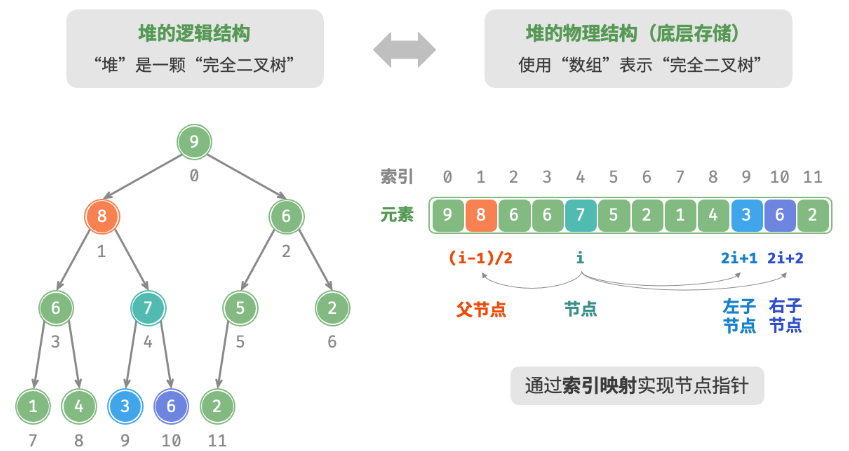 堆的逻辑结构
“堆”是一颗“完全二叉树”
堆的物理结构（底层存储）
使用“数组”表示“完全二叉树”
9
0
8 6
1 2
6 7 5 2
3 4 5 6
1 4 3 6 2
7 8 9 10 11
索引 0 1 2 3 4 5 6 7 8 9 10 11
元素 9 8 6 6 7 5 2 1 4 3 6 2
(i-1)/2 i 2i+1 2i+2
父节点 节点 左子 右子
节点 节点
通过索引映射实现节点指针